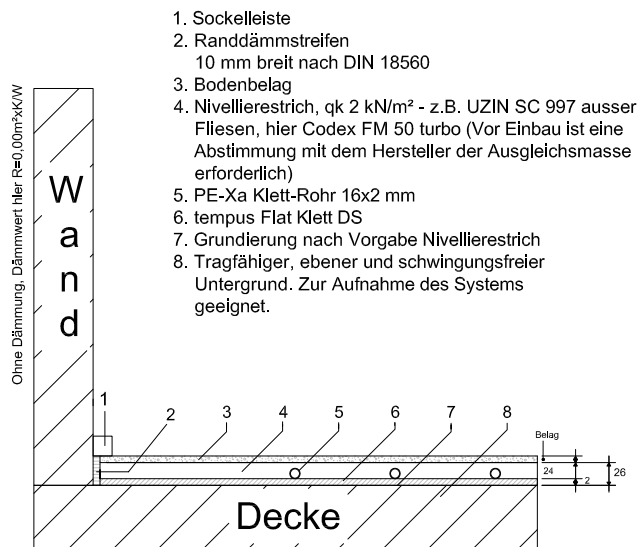 1. Sockelleiste
2. Randdämmstreifen
10 mm breit nach DIN 18560
3. Bodenbelag
4. Nivellierestrich, qk 2 kN/m² - z.B. UZIN SC 997 ausser
Fliesen, hier Codex FM 50 turbo (Vor Einbau ist eine
Abstimmung mit dem Hersteller der Ausgleichsmasse
erforderlich)
5. PE-Xa Klett-Rohr 16x2 mm
6. tempus Flat Klett DS
7. Grundierung nach Vorgabe Nivellierestrich
8. Tragfähiger, ebener und schwingungsfreier
Untergrund. Zur Aufnahme des Systems
geeignet.
Ohne Dämmung, Dämmwert hier R=0,00m²xK/W
Wand
1 2 3 4 5 6 7 8
Belag
24
2
26
Decke